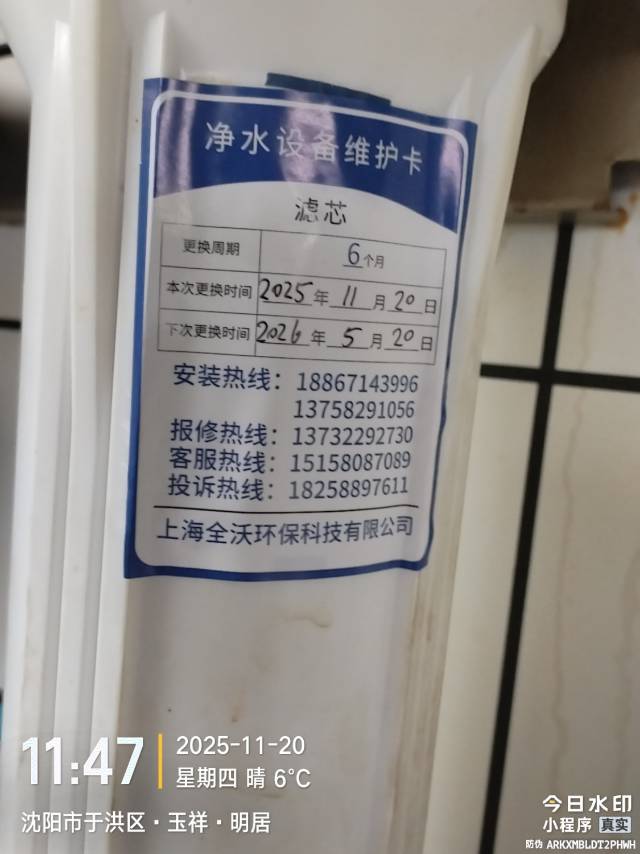 净水设备维护卡
滤芯
更换周期 6个月
本次更换时间 2025年11月20日
下次更换时间 2026年5月20日
安装热线：18867143996
13758291056
报修热线：13732292730
客服热线：15158087089
投诉热线：18258897611
上海全沃环保科技有限公司
11:47
2025-11-20
星期四 晴 6℃
沈阳市于洪区·玉祥·明居
今日水印
小程序 真实
防伪 ARKXMBLDT2PHWH